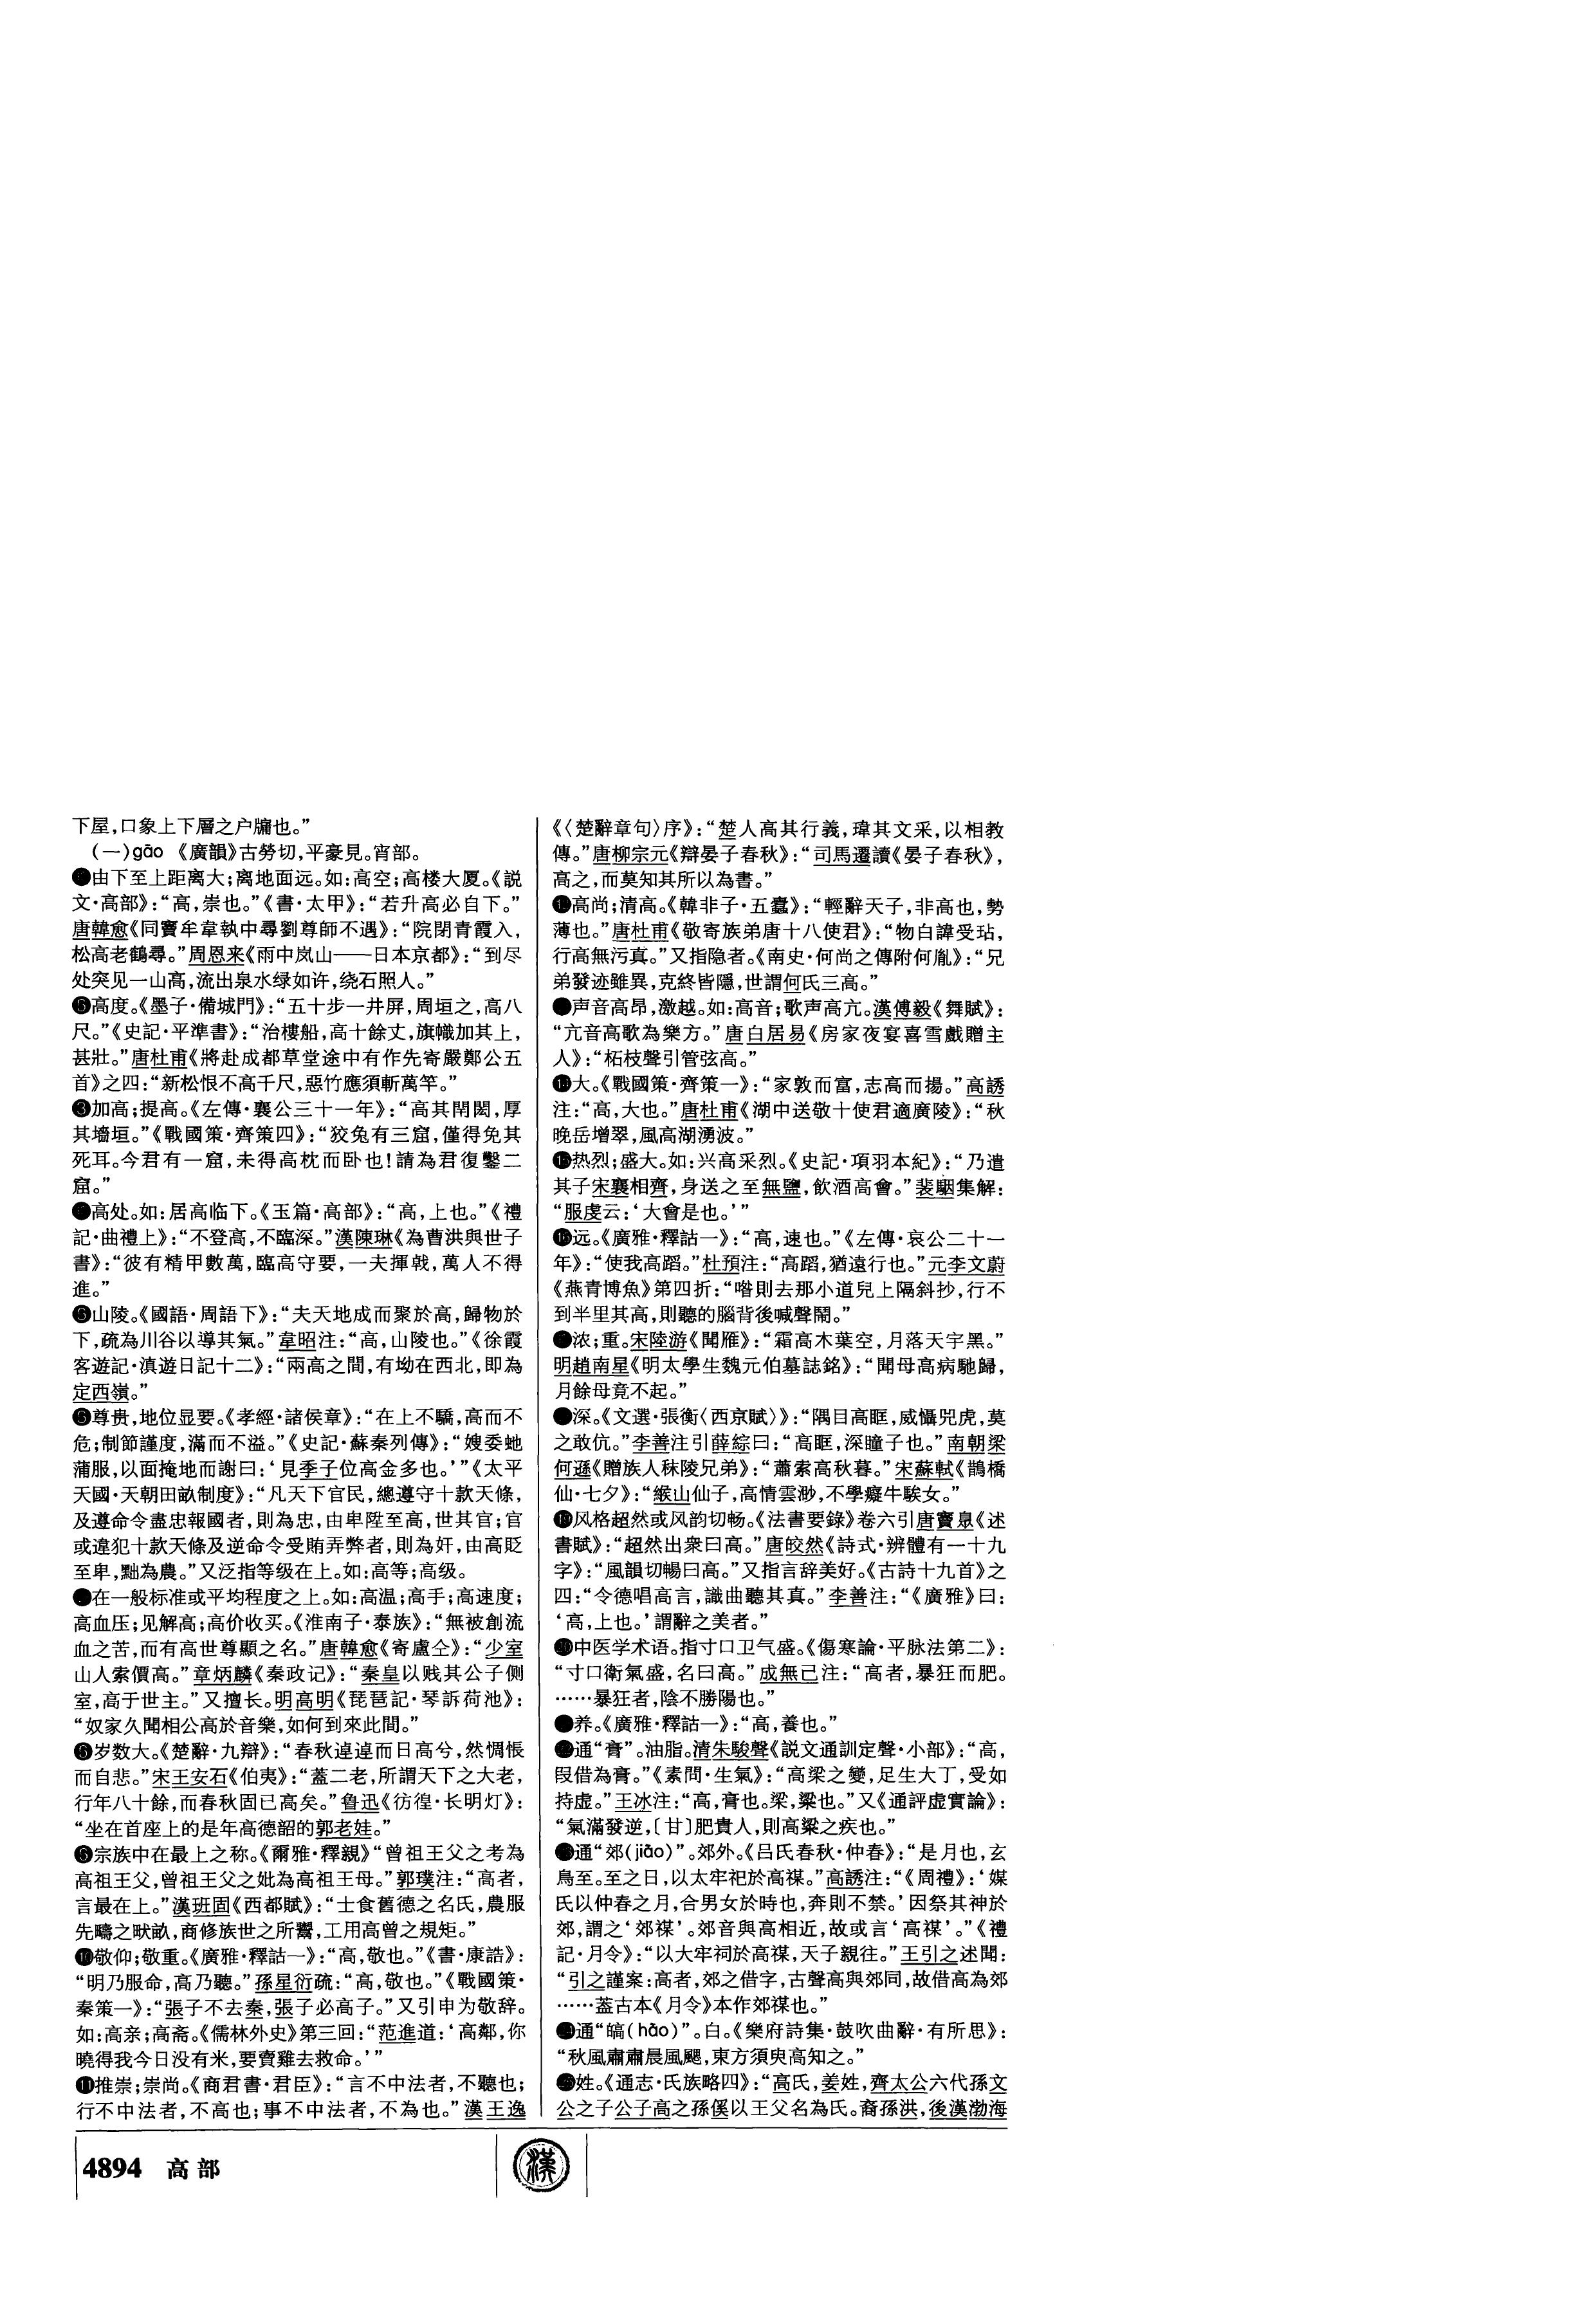 下屋,口象上下層之户牖也。”
(一)gāo 《廣韻》古勞切,平豪見。宵部。
●由下至上距离大;离地面远。如:高空;高楼大厦。《説
文·高部》:“高,崇也。”《書·太甲》:“若升高必自下。”
唐韓愈《同竇牟韋執中尋劉尊師不遇》:“院閉青霞入,
松高老鶴尋。”周恩来《雨中岚山——日本京都》:“到尽
处突见一山高,流出泉水绿如许,绕石照人。”
●高度。《墨子·備城門》:“五十步一井屏,周垣之,高八
尺。”《史記·平準書》:“治樓船,高十餘丈,旗幟加其上,
甚壯。”唐杜甫《將赴成都草堂途中有作先寄嚴鄭公五
首》之四:“新松恨不高千尺,惡竹應須斬萬竿。”
❸加高;提高。《左傳·襄公三十一年》:“高其閈閎,厚
其墻垣。”《戰國策·齊策四》:“狡兔有三窟,僅得免其
死耳。今君有一窟,未得高枕而卧也!請為君復鑿二
窟。”
●高处。如:居高临下。《玉篇·高部》:“高,上也。”《禮
記·曲禮上》:“不登高,不臨深。”漢陳琳《為曹洪與世子
書》:“彼有精甲數萬,臨高守要,一夫揮戟,萬人不得
進。”
❺山陵。《國語·周語下》:“夫天地成而聚於高,歸物於
下,疏為川谷以導其氣。”韋昭注:“高,山陵也。”《徐霞
客遊記·滇遊日記十二》:“兩高之間,有坳在西北,即為
定西嶺。”
❻尊贵,地位显要。《孝經·諸侯章》:“在上不驕,高而不
危;制節謹度,滿而不溢。”《史記·蘇秦列傳》:“嫂委虵
蒲服,以面掩地而謝曰:‘見季子位高金多也。’”《太平
天國·天朝田畝制度》:“凡天下官民,總遵守十款天條,
及遵命令盡忠報國者,則為忠,由卑陞至高,世其官;官
或違犯十款天條及逆命令受賄弄弊者,則為奸,由高貶
至卑,黜為農。”又泛指等级在上。如:高等;高级。
●在一般标准或平均程度之上。如:高温;高手;高速度;
高血压;见解高;高价收买。《淮南子·泰族》:“無被創流
血之苦,而有高世尊顯之名。”唐韓愈《寄盧仝》:“少室
山人索價高。”章炳麟《秦政记》:“秦皇以贱其公子側
室,高于世主。”又擅长。明高明《琵琶記·琴訴荷池》:
“奴家久聞相公高於音樂,如何到來此間。”
●岁数大。《楚辭·九辯》:“春秋逴逴而日高兮,然惆悵
而自悲。”宋王安石《伯夷》:“蓋二老,所謂天下之大老,
行年八十餘,而春秋固已高矣。”鲁迅《彷徨·长明灯》:
“坐在首座上的是年高德韶的郭老娃。”
●宗族中在最上之称。《爾雅·釋親》“曾祖王父之考為
高祖王父,曾祖王父之妣為高祖王母。”郭璞注:“高者,
言最在上。”漢班固《西都賦》:“士食舊德之名氏,農服
先疇之畎畝,商修族世之所鬻,工用高曾之規矩。”
❿敬仰;敬重。《廣雅·釋詁一》:“高,敬也。”《書·康誥》:
“明乃服命,高乃聽。”孫星衍疏:“高,敬也。”《戰國策·
秦策一》:“張子不去秦,張子必高子。”又引申为敬辞。
如:高亲;高斋。《儒林外史》第三回:“范進道:‘高鄰,你
曉得我今日没有米,要賣雞去救命。’”
⓫推崇;崇尚。《商君書·君臣》:“言不中法者,不聽也;
行不中法者,不高也;事不中法者,不為也。”漢王逸
《〈楚辭章句〉序》:“楚人高其行義,瑋其文采,以相教
傳。”唐柳宗元《辯晏子春秋》:“司馬遷讀《晏子春秋》,
高之,而莫知其所以為書。”
●高尚;清高。《韓非子·五蠹》:“輕辭天子,非高也,勢
薄也。”唐杜甫《敬寄族弟唐十八使君》:“物白諱受玷,
行高無污真。”又指隐者。《南史·何尚之傳附何胤》:“兄
弟發迹雖異,克終皆隱,世謂何氏三高。”
●声音高昂,激越。如:高音;歌声高亢。漢傅毅《舞賦》:
“亢音高歌為樂方。”唐白居易《房家夜宴喜雪戲贈主
人》:“柘枝聲引管弦高。”
●大。《戰國策·齊策一》:“家敦而富,志高而揚。”高誘
注:“高,大也。”唐杜甫《湖中送敬十使君適廣陵》:“秋
晚岳增翠,風高湖湧波。”
⓯热烈;盛大。如:兴高采烈。《史記·項羽本紀》:“乃遣
其子宋襄相齊,身送之至無鹽,飲酒高會。”裴駰集解:
“服虔云:‘大會是也。’”
⓰远。《廣雅·釋詁一》:“高,遠也。”《左傳·哀公二十一
年》:“使我高蹈。”杜預注:“高蹈,猶遠行也。”元李文蔚
《燕青博魚》第四折:“喒則去那小道兒上隔斜抄,行不
到半里其高,則聽的腦背後喊聲鬧。”
●浓;重。宋陸游《聞雁》:“霜高木葉空,月落天宇黑。”
明趙南星《明太學生魏元伯墓誌銘》:“聞母高病馳歸,
月餘母竟不起。”
●深。《文選·張衡〈西京賦〉》:“隅目高眶,威懾兕虎,莫
之敢伉。”李善注引薛綜曰:“高眶,深瞳子也。”南朝梁
何遜《贈族人秣陵兄弟》:“蕭索高秋暮。”宋蘇軾《鵲橋
仙·七夕》:“緱山仙子,高情雲渺,不學癡牛騃女。”
⓳风格超然或风韵切畅。《法書要錄》卷六引唐竇臮《述
書賦》:“超然出衆曰高。”唐皎然《詩式·辨體有一十九
字》:“風韻切暢曰高。”又指言辞美好。《古詩十九首》之
四:“令德唱高言,識曲聽其真。”李善注:“《廣雅》曰:
‘高,上也。’謂辭之美者。”
⓴中医学术语。指寸口卫气盛。《傷寒論·平脉法第二》:
“寸口衛氣盛,名曰高。”成無己注:“高者,暴狂而肥。
……暴狂者,陰不勝陽也。”
●养。《廣雅·釋詁一》:“高,養也。”
●通“膏”。油脂。清朱駿聲《説文通訓定聲·小部》:“高,
叚借為膏。”《素問·生氣》:“高梁之變,足生大丁,受如
持虚。”王冰注:“高,膏也。梁,粱也。”又《通評虚實論》:
“氣滿發逆,〔甘〕肥貴人,則高粱之疾也。”
●通“郊(jiāo)”。郊外。《吕氏春秋·仲春》:“是月也,玄
鳥至。至之日,以太牢祀於高禖。”高誘注:“《周禮》:‘媒
氏以仲春之月,合男女於時也,奔則不禁。’因祭其神於
郊,謂之‘郊禖’。郊音與高相近,故或言‘高禖’。”《禮
記·月令》:“以大牢祠於高禖,天子親往。”王引之述聞:
“引之謹案:高者,郊之借字,古聲高與郊同,故借高為郊
……蓋古本《月令》本作郊禖也。”
●通“皜(hào)”。白。《樂府詩集·鼓吹曲辭·有所思》:
“秋風肅肅晨風颸,東方須臾高知之。”
●姓。《通志·氏族略四》:“高氏,姜姓,齊太公六代孫文
公之子公子高之孫傒以王父名為氏。裔孫洪,後漢渤海
4894 高部
漢